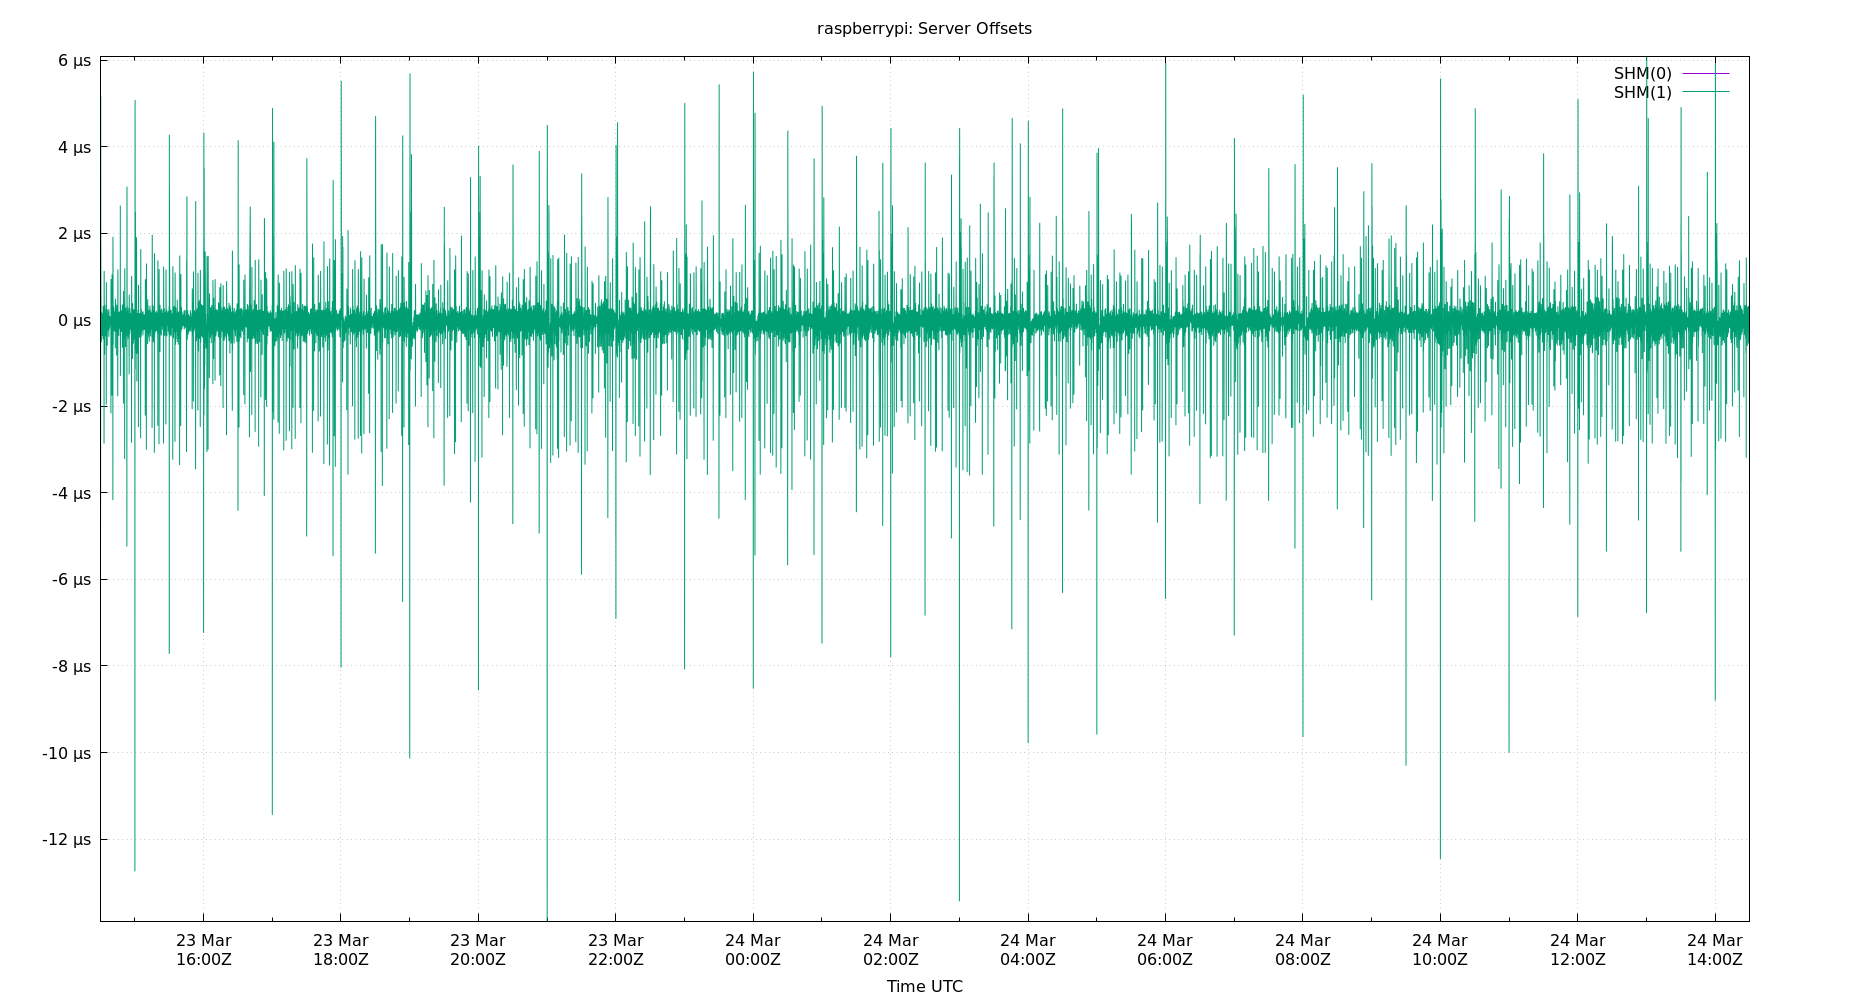 raspberrypi: Server Offsets
SHM(0)
SHM(1)
6 µs
4 µs
2 µs
0 µs
-2 µs
-4 µs
-6 µs
-8 µs
-10 µs
-12 µs
23 Mar 23 Mar 23 Mar 23 Mar 24 Mar 24 Mar 24 Mar 24 Mar 24 Mar 24 Mar 24 Mar 24 Mar
16:00Z 18:00Z 20:00Z 22:00Z 00:00Z 02:00Z 04:00Z 06:00Z 08:00Z 10:00Z 12:00Z 14:00Z
Time UTC